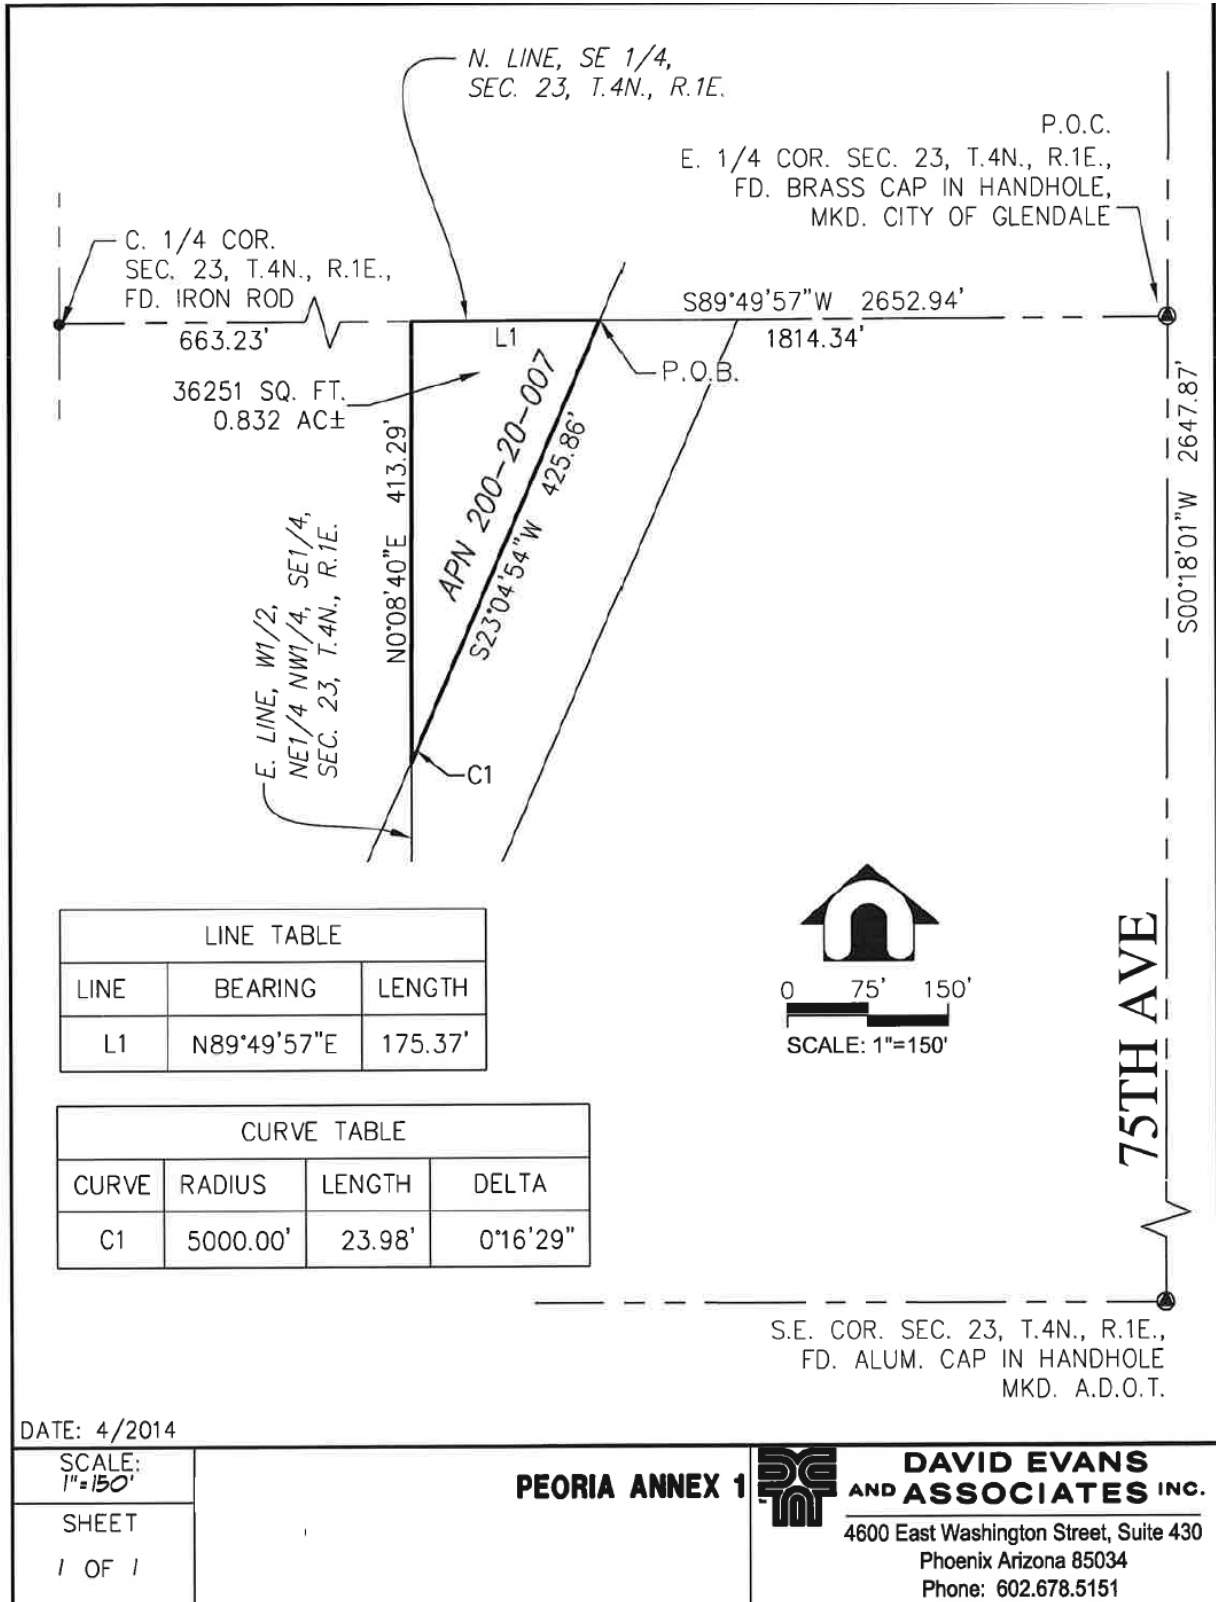 N. LINE, SE 1/4,
SEC. 23, T.4N., R.1E.
P.O.C.
E. 1/4 COR. SEC. 23, T.4N., R.1E.,
FD. BRASS CAP IN HANDHOLE,
MKD. CITY OF GLENDALE
C. 1/4 COR.
SEC. 23, T.4N., R.1E.,
FD. IRON ROD
663.23'
L1
S89°49'57"W 2652.94'
1814.34'
P.O.B.
36251 SQ. FT.
0.832 AC±
APN 200-20-007
N0°08'40"E 413.29'
S23°04'54"W 425.86'
S00°18'01"W 2647.87'
E. LINE, W1/2,
NE1/4 NW1/4, SE1/4,
SEC. 23, T.4N., R.1E.
C1
LINE TABLE
LINE BEARING LENGTH
L1 N89°49'57"E 175.37'
0 75' 150'
SCALE: 1"=150'
75TH AVE
CURVE TABLE
CURVE RADIUS LENGTH DELTA
C1 5000.00' 23.98' 0°16'29"
S.E. COR. SEC. 23, T.4N., R.1E.,
FD. ALUM. CAP IN HANDHOLE
MKD. A.D.O.T.
DATE: 4/2014
SCALE:
1"=150'
SHEET
1 OF 1
PEORIA ANNEX 1
DAVID EVANS
AND ASSOCIATES INC.
4600 East Washington Street, Suite 430
Phoenix Arizona 85034
Phone: 602.678.5151